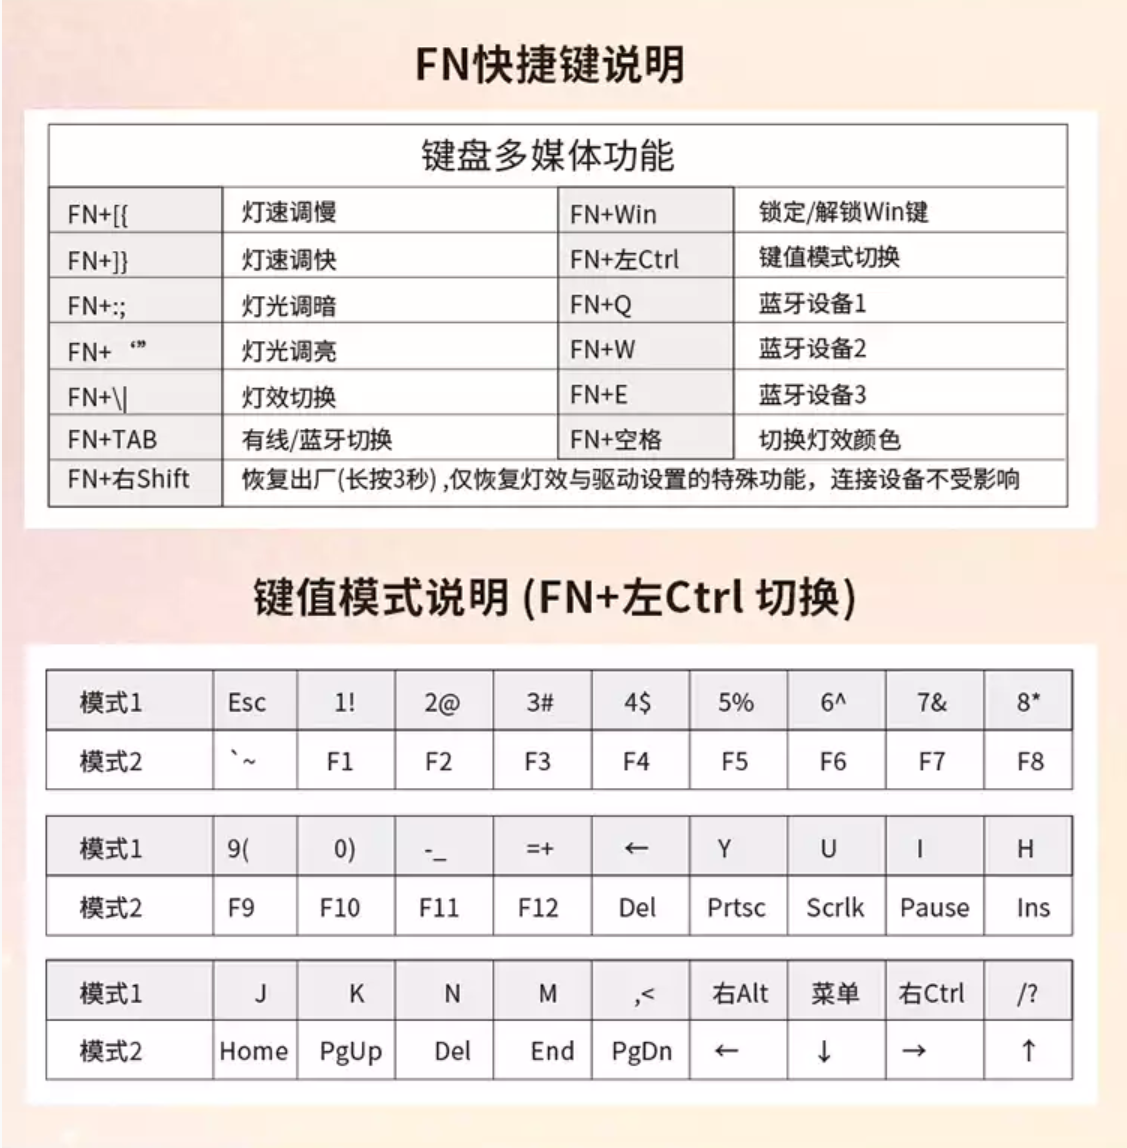 FN快捷键说明
键盘多媒体功能
FN+[{ 灯速调慢 FN+Win 锁定/解锁Win键
FN+]} 灯速调快 FN+左Ctrl 键值模式切换
FN+:; 灯光调暗 FN+Q 蓝牙设备1
FN+ ‘” 灯光调亮 FN+W 蓝牙设备2
FN+\| 灯效切换 FN+E 蓝牙设备3
FN+TAB 有线/蓝牙切换 FN+空格 切换灯效颜色
FN+右Shift 恢复出厂(长按3秒) ,仅恢复灯效与驱动设置的特殊功能，连接设备不受影响
键值模式说明 (FN+左Ctrl 切换)
模式1 Esc 1! 2@ 3# 4$ 5% 6^ 7& 8*
模式2 `~ F1 F2 F3 F4 F5 F6 F7 F8
模式1 9( 0) -_ =+ ← Y U I H
模式2 F9 F10 F11 F12 Del Prtsc Scrlk Pause Ins
模式1 J K N M ,< 右Alt 菜单 右Ctrl /?
模式2 Home PgUp Del End PgDn ← ↓ → ↑